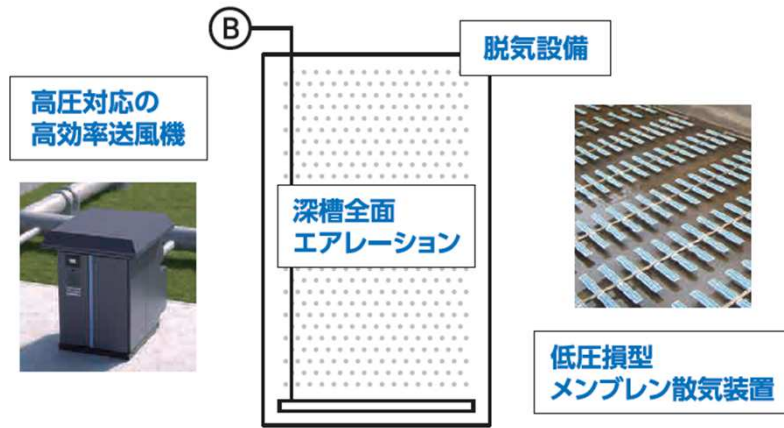 B
脱気設備
高圧対応の
高効率送風機
深槽全面
エアレーション
低圧損型
メンブレン散気装置